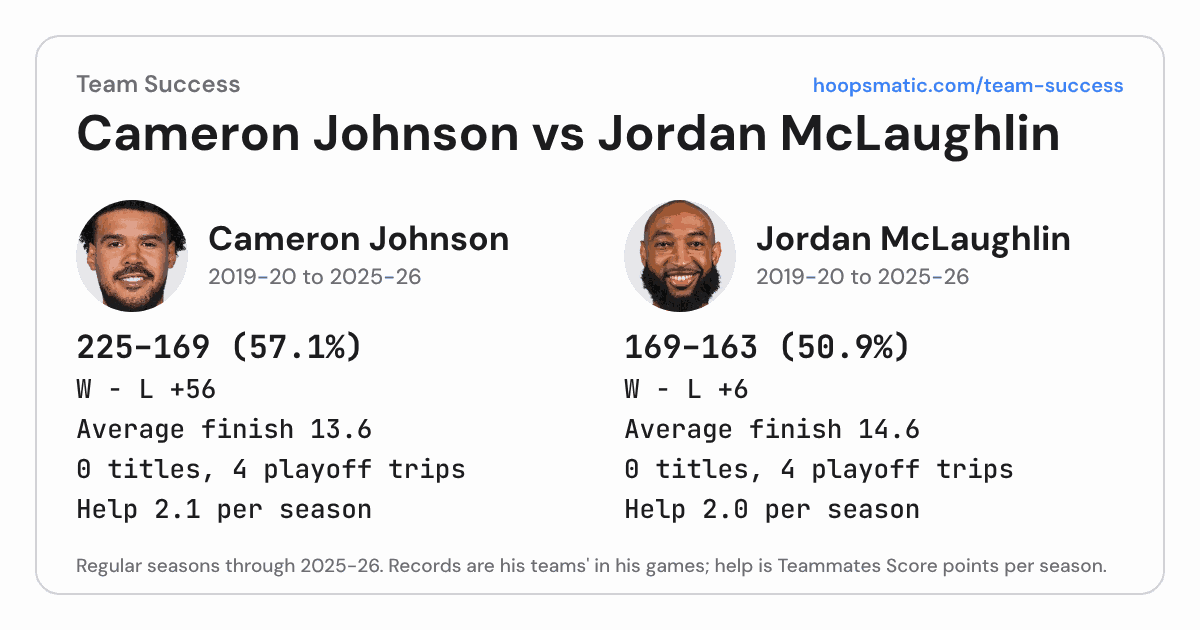 Team Success
hoopsmatic.com/team-success
Cameron Johnson vs Jordan McLaughlin
Cameron Johnson
2019-20 to 2025-26
225-169 (57.1%)
W - L +56
Average finish 13.6
0 titles, 4 playoff trips
Help 2.1 per season
Jordan McLaughlin
2019-20 to 2025-26
169-163 (50.9%)
W - L +6
Average finish 14.6
0 titles, 4 playoff trips
Help 2.0 per season
Regular seasons through 2025-26. Records are his teams' in his games; help is Teammates Score points per season.